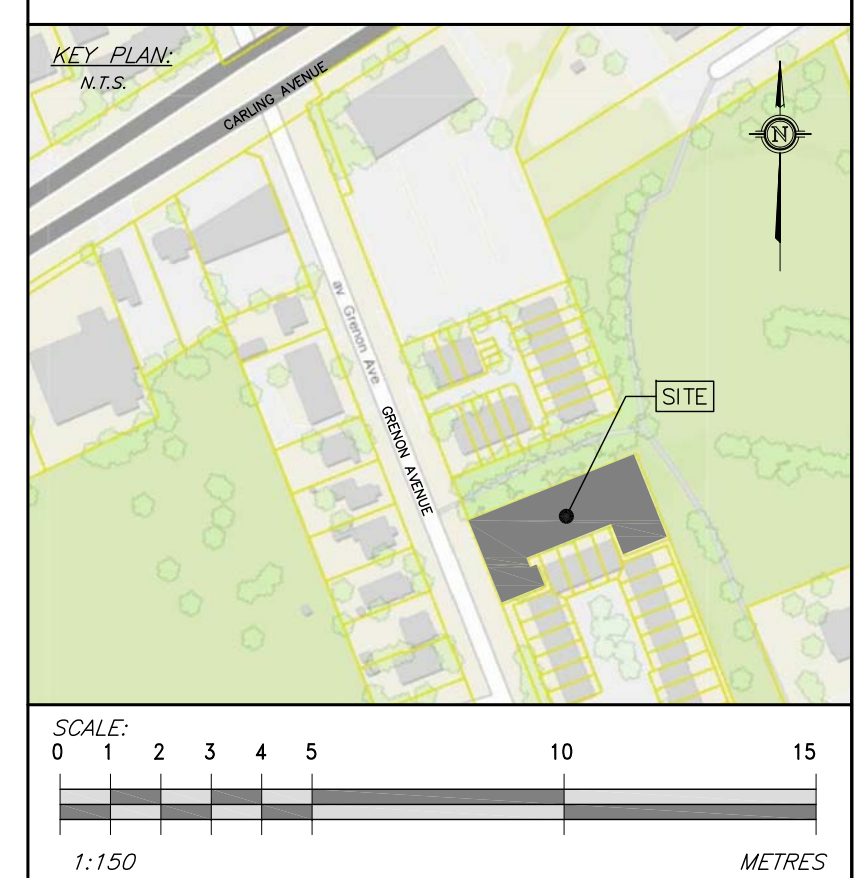 KEY PLAN:
N.T.S.
CARLING AVENUE
N
av Grenon Ave
GRENON AVENUE
SITE
SCALE:
0 1 2 3 4 5 10 15
1:150 METRES